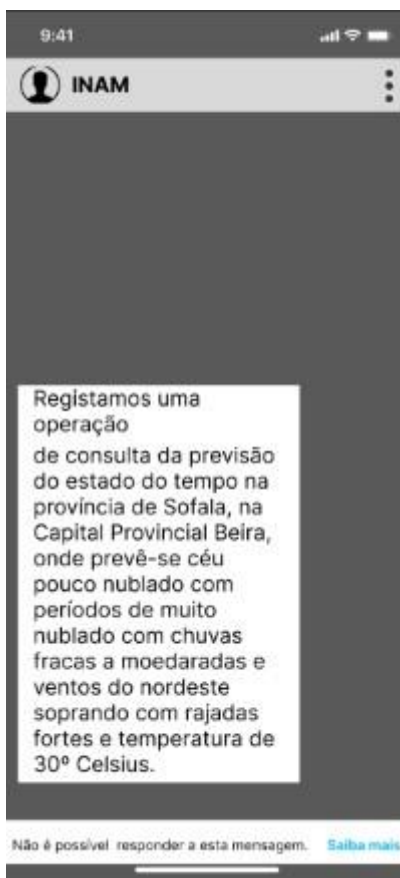 9:41
INAM
Registamos uma
operação
de consulta da previsão
do estado do tempo na
província de Sofala, na
Capital Provincial Beira,
onde prevê-se céu
pouco nublado com
períodos de muito
nublado com chuvas
fracas a moedaradas e
ventos do nordeste
soprando com rajadas
fortes e temperatura de
30º Celsius.
Não é possível responder a esta mensagem. Saiba mais